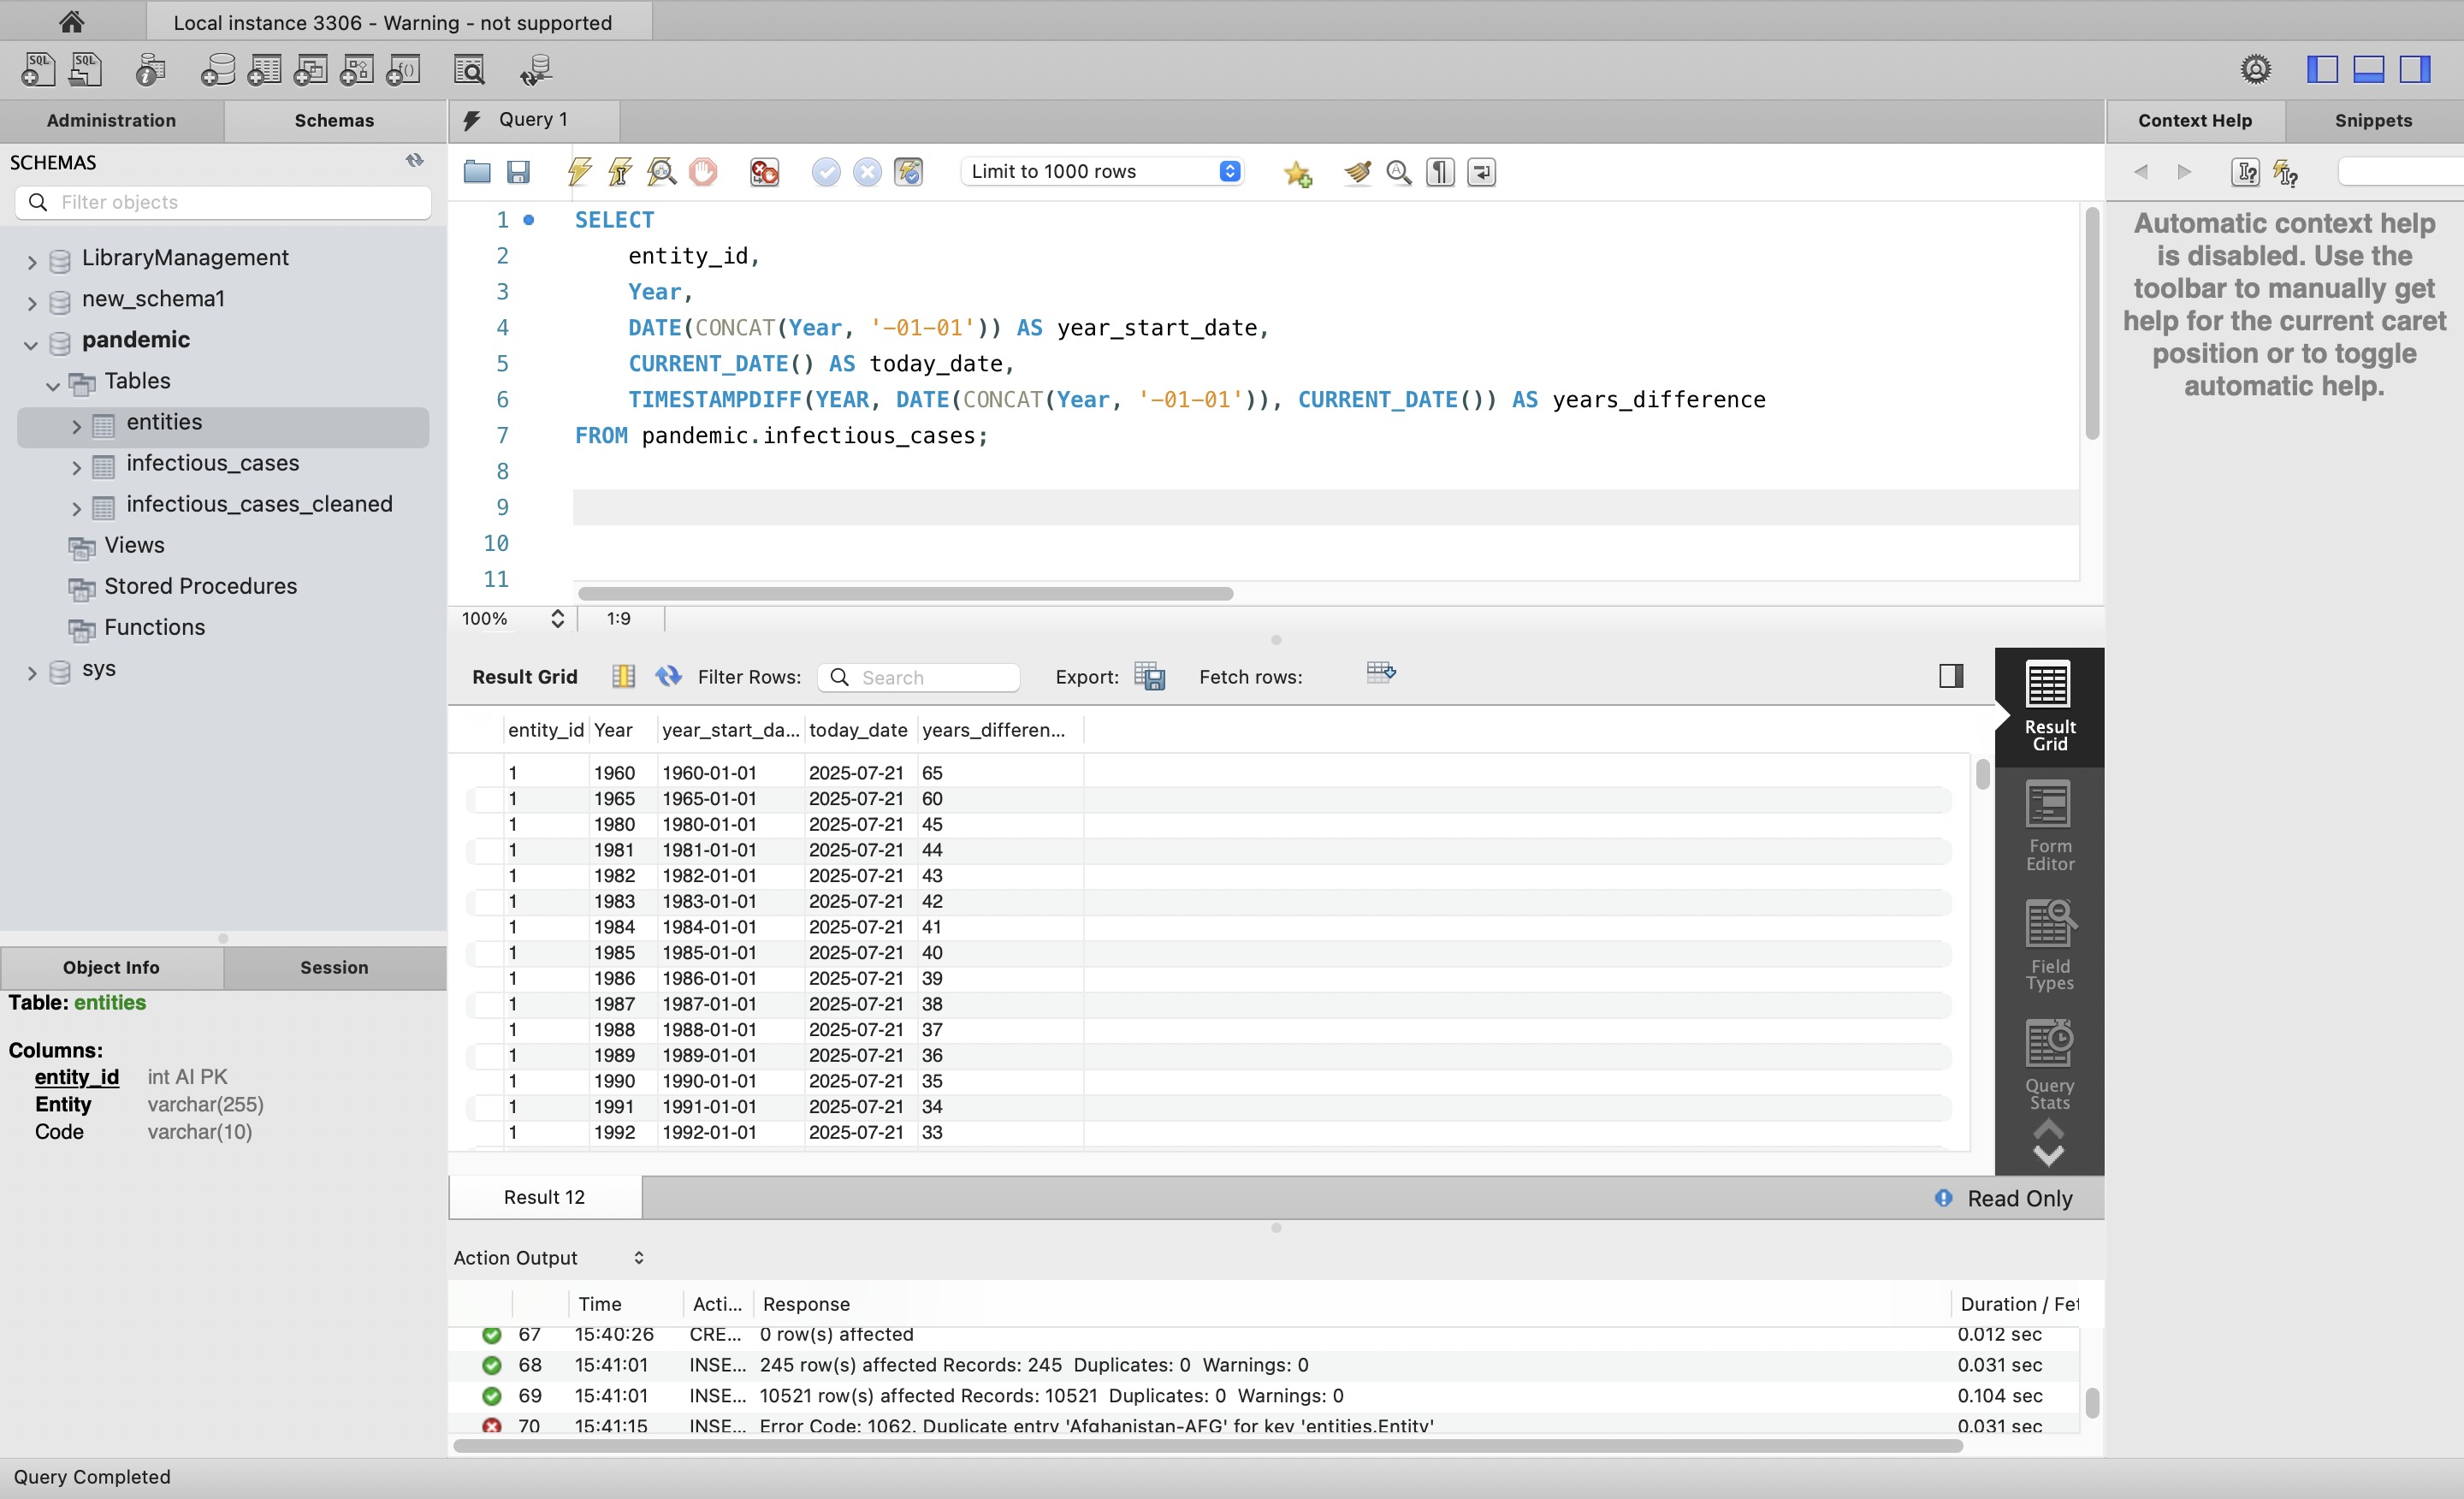 Local instance 3306 - Warning - not supported
Administration
Schemas
SCHEMAS
Filter objects
LibraryManagement
new_schema1
pandemic
Tables
entities
infectious_cases
infectious_cases_cleaned
Views
Stored Procedures
Functions
sys
Object Info
Session
Table: entities
Columns:
entity_id int AI PK
Entity varchar(255)
Code varchar(10)
Query 1
Limit to 1000 rows
1 SELECT
2 entity_id,
3 Year,
4 DATE(CONCAT(Year, '-01-01')) AS year_start_date,
5 CURRENT_DATE() AS today_date,
6 TIMESTAMPDIFF(YEAR, DATE(CONCAT(Year, '-01-01')), CURRENT_DATE()) AS years_difference
7 FROM pandemic.infectious_cases;
8
9
10
11
100% 1:9
Result Grid Filter Rows: Search Export: Fetch rows:
entity_id Year year_start_da... today_date years_differen...
1 1960 1960-01-01 2025-07-21 65
1 1965 1965-01-01 2025-07-21 60
1 1980 1980-01-01 2025-07-21 45
1 1981 1981-01-01 2025-07-21 44
1 1982 1982-01-01 2025-07-21 43
1 1983 1983-01-01 2025-07-21 42
1 1984 1984-01-01 2025-07-21 41
1 1985 1985-01-01 2025-07-21 40
1 1986 1986-01-01 2025-07-21 39
1 1987 1987-01-01 2025-07-21 38
1 1988 1988-01-01 2025-07-21 37
1 1989 1989-01-01 2025-07-21 36
1 1990 1990-01-01 2025-07-21 35
1 1991 1991-01-01 2025-07-21 34
1 1992 1992-01-01 2025-07-21 33
Result
Grid
Form
Editor
Field
Types
Query
Stats
Result 12
Read Only
Action Output
Time Acti... Response Duration / Fet
67 15:40:26 CRE... 0 row(s) affected 0.012 sec
68 15:41:01 INSE... 245 row(s) affected Records: 245 Duplicates: 0 Warnings: 0 0.031 sec
69 15:41:01 INSE... 10521 row(s) affected Records: 10521 Duplicates: 0 Warnings: 0 0.104 sec
70 15:41:15 INSE... Error Code: 1062. Duplicate entry 'Afghanistan-AFG' for key 'entities.Entity' 0.031 sec
Context Help
Snippets
Automatic context help
is disabled. Use the
toolbar to manually get
help for the current caret
position or to toggle
automatic help.
Query Completed